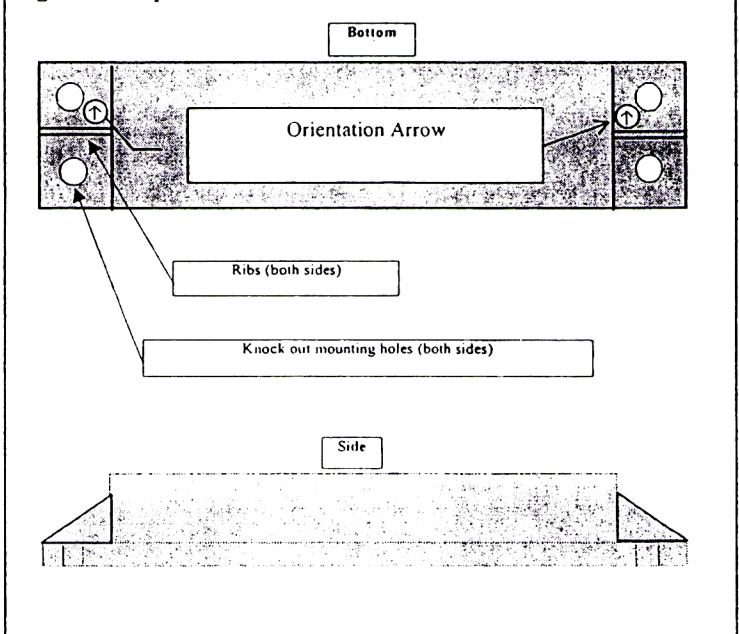 Bottom
Orientation Arrow
Ribs (both sides)
Knock out mounting holes (both sides)
Side